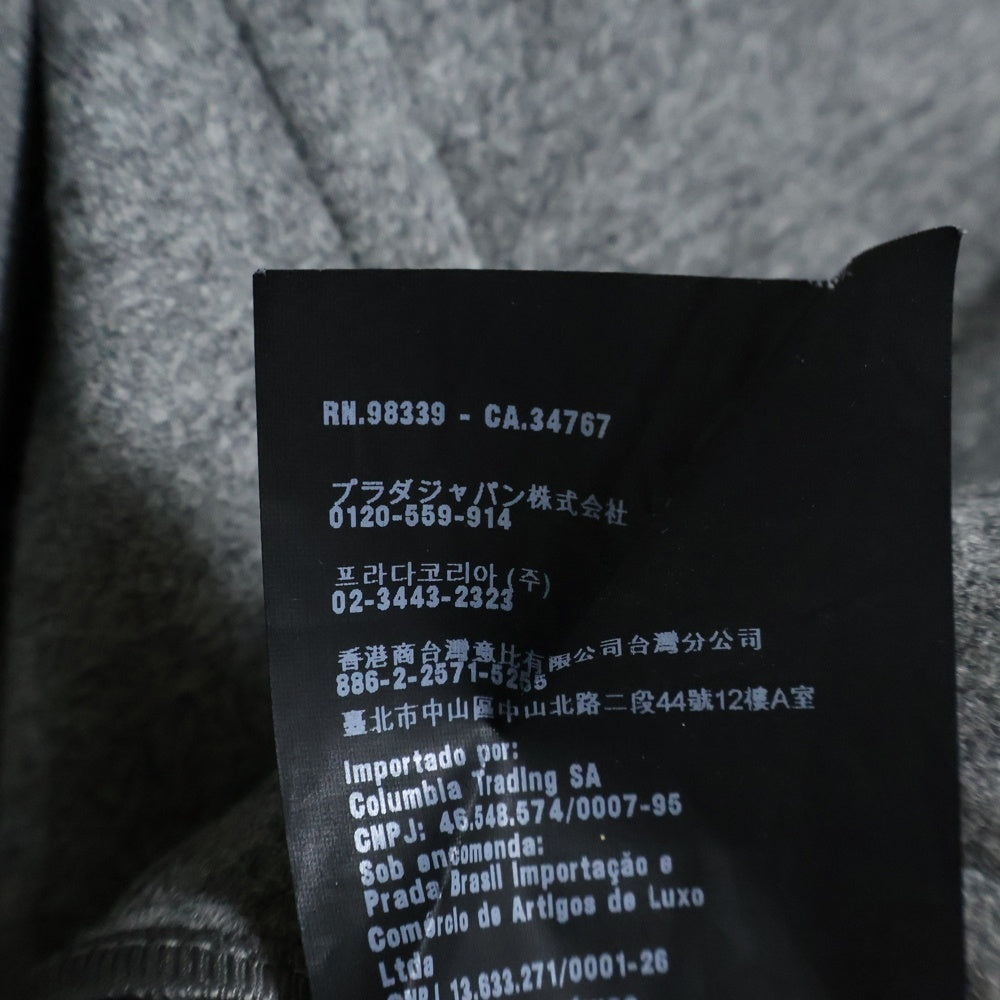 RN.98339 - CA.34767
プラダジャパン株式会社
0120-559-914
프라다코리아 (주)
02-3443-2323
香港商台灣意比有限公司台灣分公司
886-2-2571-5255
臺北市中山區中山北路二段44號12樓A室
Importado por:
Columbia Trading SA
CNPJ: 46.548.574/0007-95
Sob encomenda:
Prada Brasil Importação e
Comércio de Artigos de Luxo
Ltda
CNPJ 13.633.271/0001-26